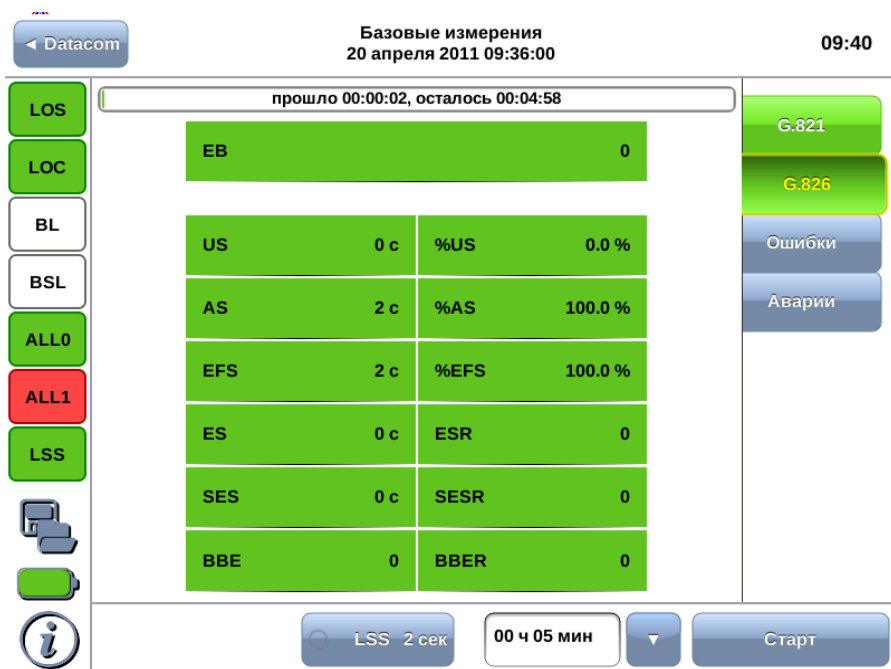 ◄ Datacom
Базовые измерения
20 апреля 2011 09:36:00
09:40
LOS
LOC
BL
BSL
ALL0
ALL1
LSS
прошло 00:00:02, осталось 00:04:58
EB 0
US 0 с %US 0.0 %
AS 2 с %AS 100.0 %
EFS 2 с %EFS 100.0 %
ES 0 с ESR 0
SES 0 с SESR 0
BBE 0 BBER 0
G.821
G.826
Ошибки
Аварии
i
LSS 2 сек
00 ч 05 мин
▼
Старт